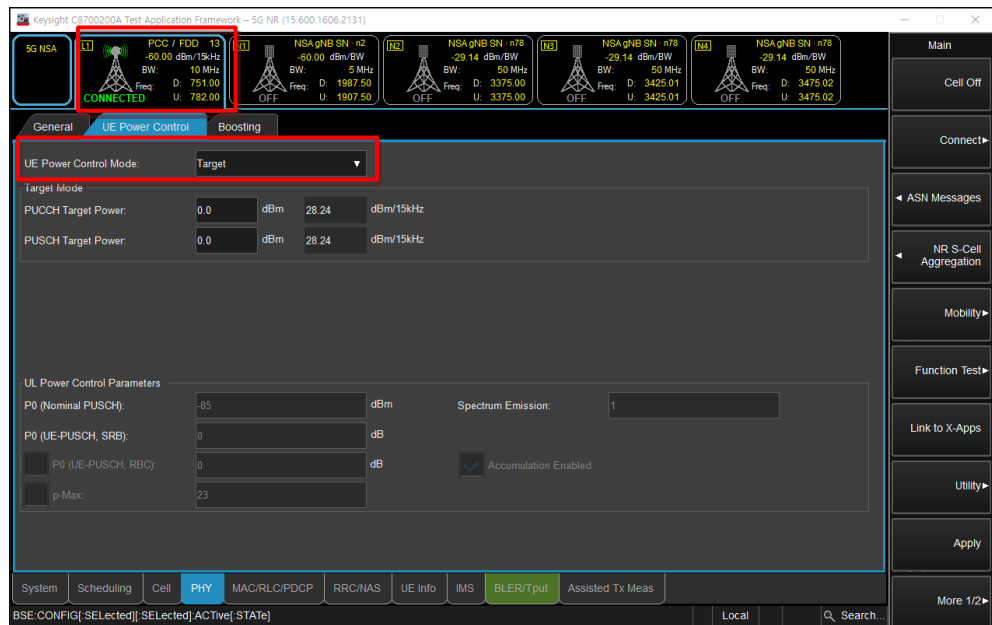 Keysight C8700200A Test Application Framework – 5G NR (15.600.1606.2131)
5G NSA
L1 PCC / FDD 13
-60.00 dBm/15kHz
BW: 10 MHz
Freq: D: 751.00
CONNECTED U: 782.00
N1 NSA gNB SN · n2
-60.00 dBm/BW
BW: 5 MHz
Freq: D: 1987.50
OFF U: 1907.50
N2 NSA gNB SN · n78
-29.14 dBm/BW
BW: 50 MHz
Freq: D: 3375.00
OFF U: 3375.00
N3 NSA gNB SN · n78
-29.14 dBm/BW
BW: 50 MHz
Freq: D: 3425.01
OFF U: 3425.01
N4 NSA gNB SN · n78
-29.14 dBm/BW
BW: 50 MHz
Freq: D: 3475.02
OFF U: 3475.02
General UE Power Control Boosting
UE Power Control Mode: Target
Target Mode
PUCCH Target Power: 0.0 dBm 28.24 dBm/15kHz
PUSCH Target Power: 0.0 dBm 28.24 dBm/15kHz
UL Power Control Parameters
P0 (Nominal PUSCH): -85 dBm Spectrum Emission: 1
P0 (UE-PUSCH, SRB): 0 dB
P0 (UE-PUSCH, RBC): 0 dB Accumulation Enabled
p-Max: 23
System Scheduling Cell PHY MAC/RLC/PDCP RRC/NAS UE Info IMS BLER/Tput Assisted Tx Meas
BSE:CONFIG[:SELected][:SELected]:ACTive[:STATe] Local Search...
Main
Cell Off
Connect
ASN Messages
NR S-Cell
Aggregation
Mobility
Function Test
Link to X-Apps
Utility
Apply
More 1/2